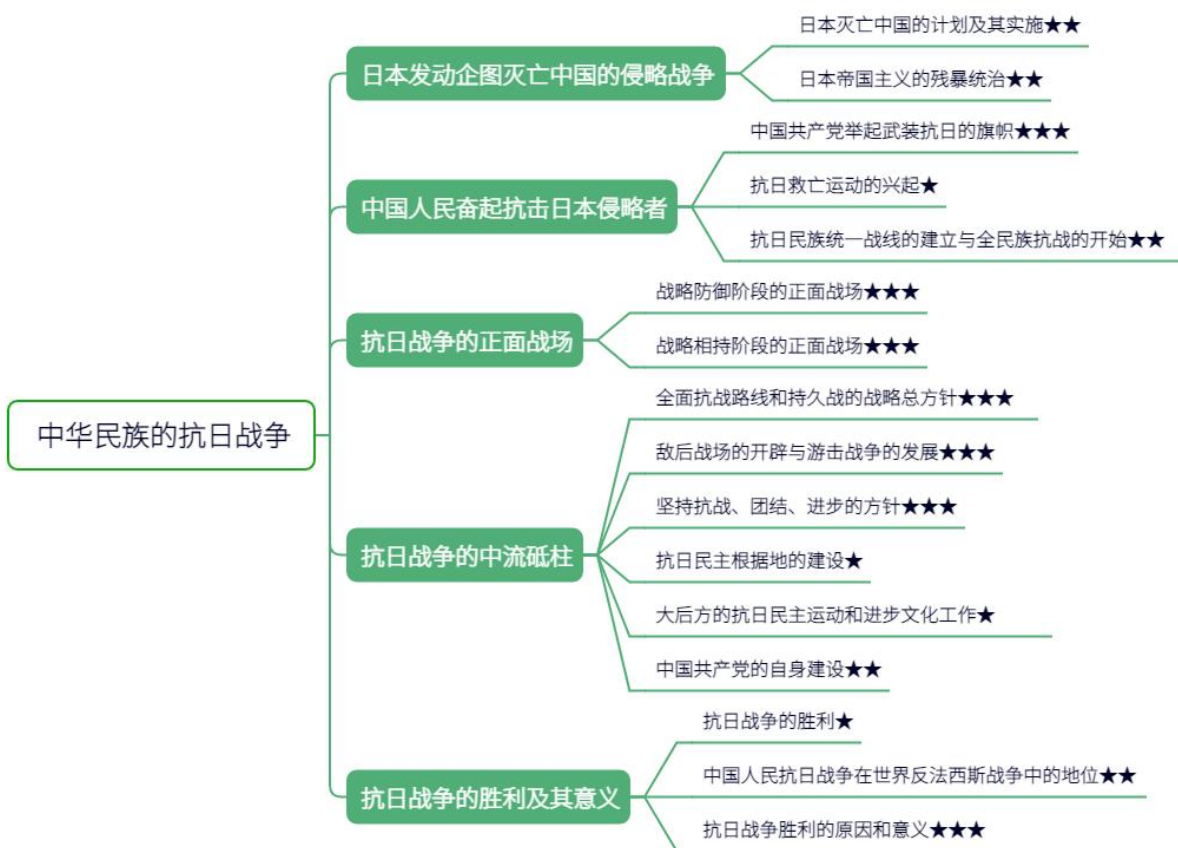 中华民族的抗日战争
日本发动企图灭亡中国的侵略战争
日本灭亡中国的计划及其实施★★
日本帝国主义的残暴统治★★
中国人民奋起抗击日本侵略者
中国共产党举起武装抗日的旗帜★★★
抗日救亡运动的兴起★
抗日民族统一战线的建立与全民族抗战的开始★★
抗日战争的正面战场
战略防御阶段的正面战场★★★
战略相持阶段的正面战场★★★
抗日战争的中流砥柱
全面抗战路线和持久战的战略总方针★★★
敌后战场的开辟与游击战争的发展★★★
坚持抗战、团结、进步的方针★★★
抗日民主根据地的建设★
大后方的抗日民主运动和进步文化工作★
中国共产党的自身建设★★
抗日战争的胜利及其意义
抗日战争的胜利★
中国人民抗日战争在世界反法西斯战争中的地位★★
抗日战争胜利的原因和意义★★★